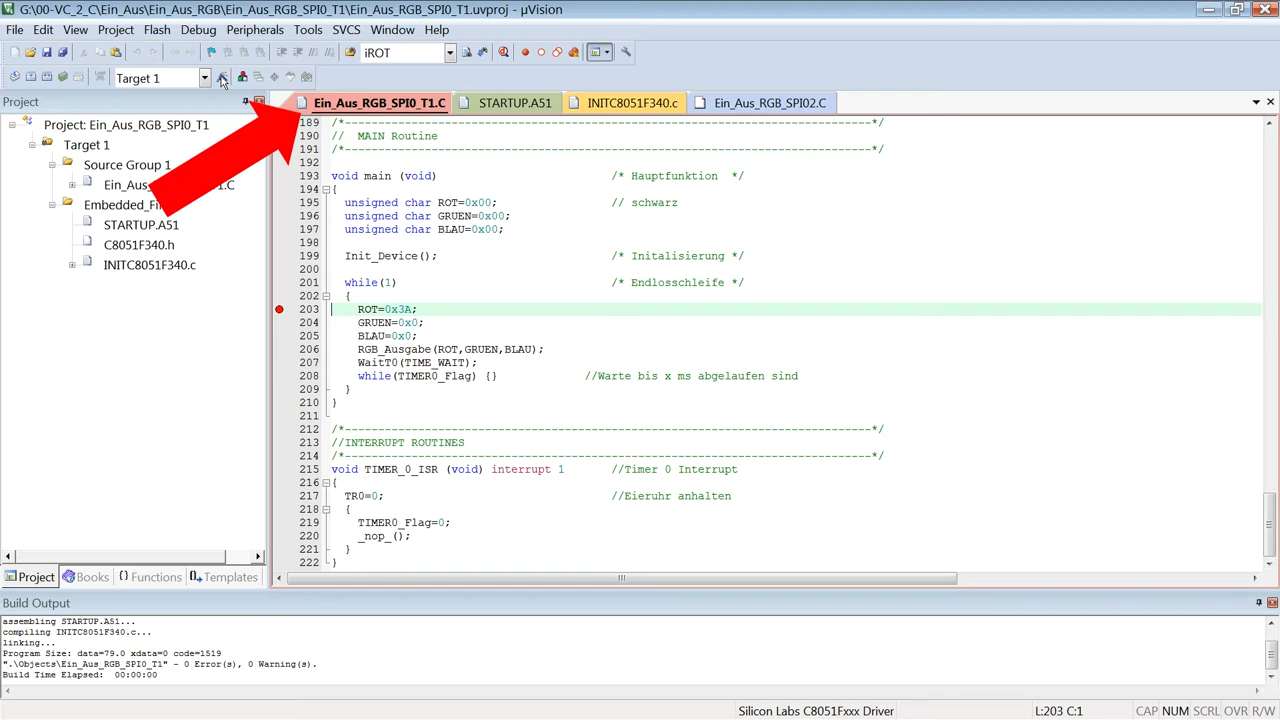 G:\00-VC_2_C\Ein_Aus\Ein_Aus_RGB\Ein_Aus_RGB_SPI0_T1\Ein_Aus_RGB_SPI0_T1.uvproj - µVision
File Edit View Project Flash Debug Peripherals Tools SVCS Window Help
iROT
Target 1
Project
Ein_Aus_RGB_SPI0_T1.C STARTUP.A51 INITC8051F340.c Ein_Aus_RGB_SPI02.C
Project: Ein_Aus_RGB_SPI0_T1
Target 1
Source Group 1
Ein_Aus 1.C
Embedded_Fi
STARTUP.A51
C8051F340.h
INITC8051F340.c
Project Books {} Functions 0 Templates
189 /*--------------------------------------------------------------------------------*/
190 // MAIN Routine
191 /*--------------------------------------------------------------------------------*/
192
193 void main (void) /* Hauptfunktion */
194 {
195 unsigned char ROT=0x00; // schwarz
196 unsigned char GRUEN=0x00;
197 unsigned char BLAU=0x00;
198
199 Init_Device(); /* Initalisierung */
200
201 while(1) /* Endlosschleife */
202 {
203 ROT=0x3A;
204 GRUEN=0x0;
205 BLAU=0x0;
206 RGB_Ausgabe(ROT,GRUEN,BLAU);
207 WaitT0(TIME_WAIT);
208 while(TIMER0_Flag) {} //Warte bis x ms abgelaufen sind
209 }
210 }
211
212 /*--------------------------------------------------------------------------------*/
213 //INTERRUPT ROUTINES
214 /*--------------------------------------------------------------------------------*/
215 void TIMER_0_ISR (void) interrupt 1 //Timer 0 Interrupt
216 {
217 TR0=0; //Eieruhr anhalten
218 {
219 TIMER0_Flag=0;
220 _nop_();
221 }
222 }
Build Output
assembling STARTUP.A51...
compiling INITC8051F340.c...
linking...
Program Size: data=79.0 xdata=0 code=1519
".\Objects\Ein_Aus_RGB_SPI0_T1" - 0 Error(s), 0 Warning(s).
Build Time Elapsed: 00:00:00
Silicon Labs C8051Fxxx Driver L:203 C:1 CAP NUM SCRL OVR R/W